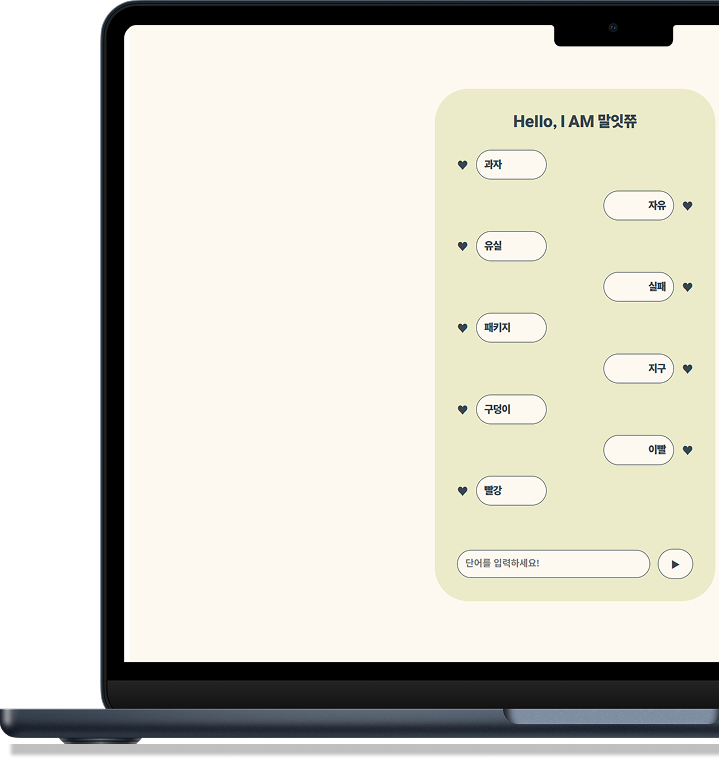 Hello, I AM 말잇쮸
과자
자유
유실
실패
패키지
지구
구덩이
이빨
빨강
단어를 입력하세요!